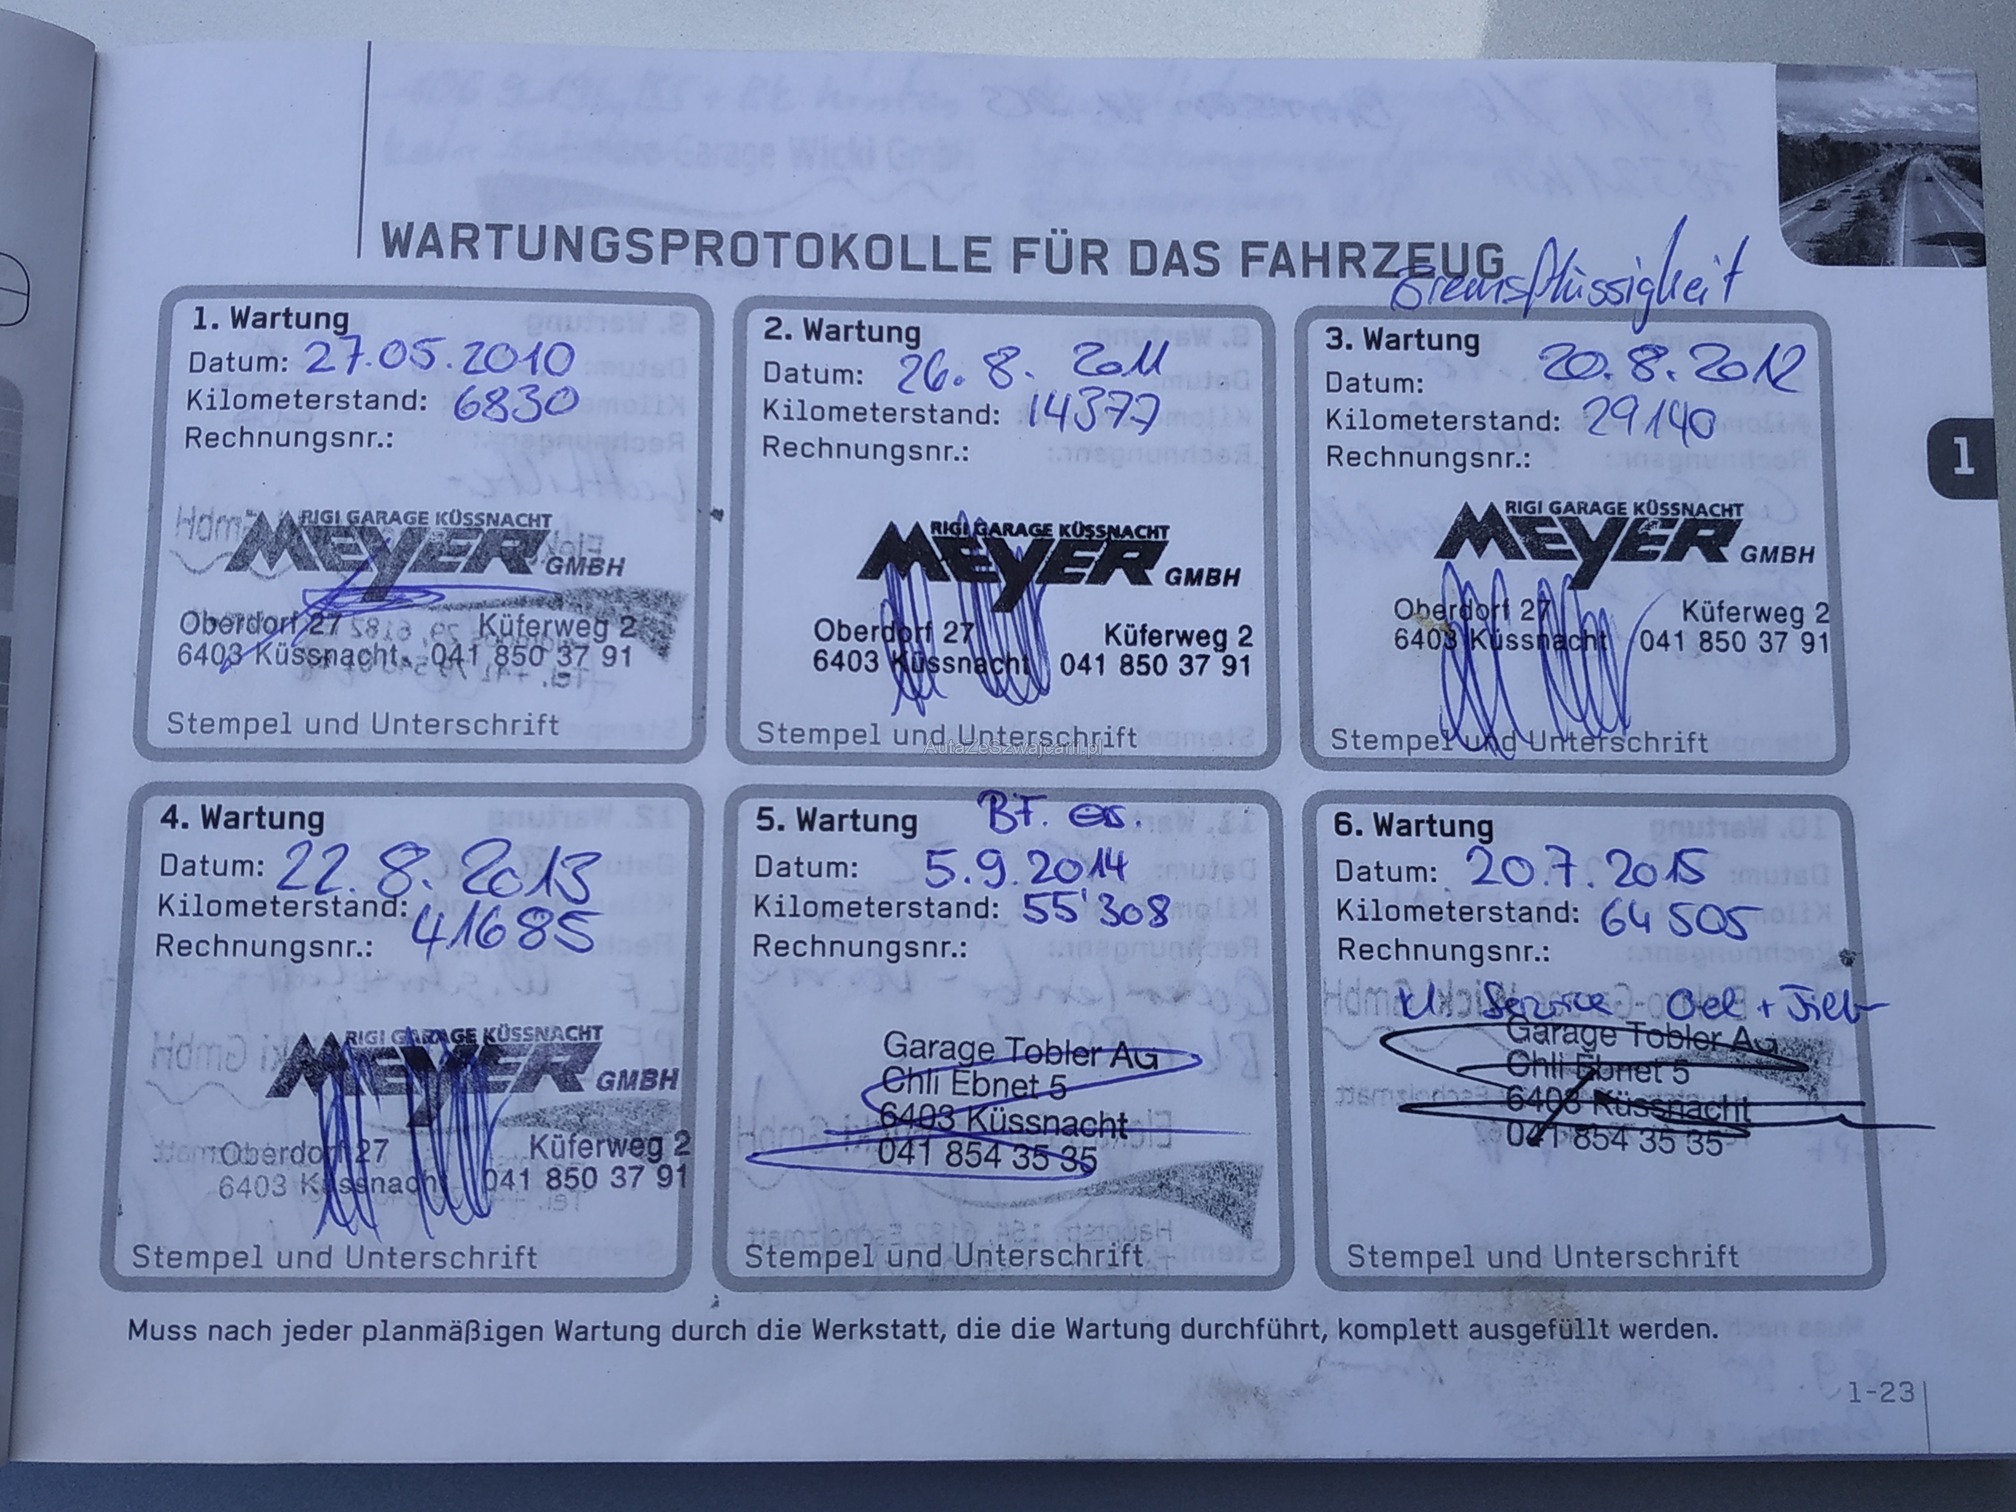 WARTUNGSPROTOKOLLE FÜR DAS FAHRZEUG
Bremsflüssigkeit
1. Wartung
Datum: 27.05.2010
Kilometerstand: 6830
Rechnungsnr.:
RIGI GARAGE KÜSSNACHT
MEYER GMBH
Oberdorf 27 Küferweg 2
6403 Küssnacht 041 850 37 91
Stempel und Unterschrift
2. Wartung
Datum: 26.8. 2011
Kilometerstand: 14377
Rechnungsnr.:
RIGI GARAGE KÜSSNACHT
MEYER GMBH
Oberdorf 27 Küferweg 2
6403 Küssnacht 041 850 37 91
Stempel und Unterschrift
AutaZeSzwajcarii.pl
3. Wartung
Datum: 20.8.2012
Kilometerstand: 29140
Rechnungsnr.:
RIGI GARAGE KÜSSNACHT
MEYER GMBH
Oberdorf 27 Küferweg 2
6403 Küssnacht 041 850 37 91
Stempel und Unterschrift
1
4. Wartung
Datum: 22.8.2013
Kilometerstand: 41685
Rechnungsnr.:
RIGI GARAGE KÜSSNACHT
MEYER GMBH
Oberdorf 27 Küferweg 2
6403 Küssnacht 041 850 37 91
Stempel und Unterschrift
5. Wartung BF.
Datum: 5.9.2014
Kilometerstand: 55'308
Rechnungsnr.:
Garage Tobler AG
Chli Ebnet 5
6403 Küssnacht
041 854 35 35
Stempel und Unterschrift
6. Wartung
Datum: 20.7.2015
Kilometerstand: 64505
Rechnungsnr.:
kl. Service Oel + Filter
Garage Tobler AG
Chli Ebnet 5
6403 Küssnacht
041 854 35 35
Stempel und Unterschrift
Muss nach jeder planmäßigen Wartung durch die Werkstatt, die die Wartung durchführt, komplett ausgefüllt werden.
1-23